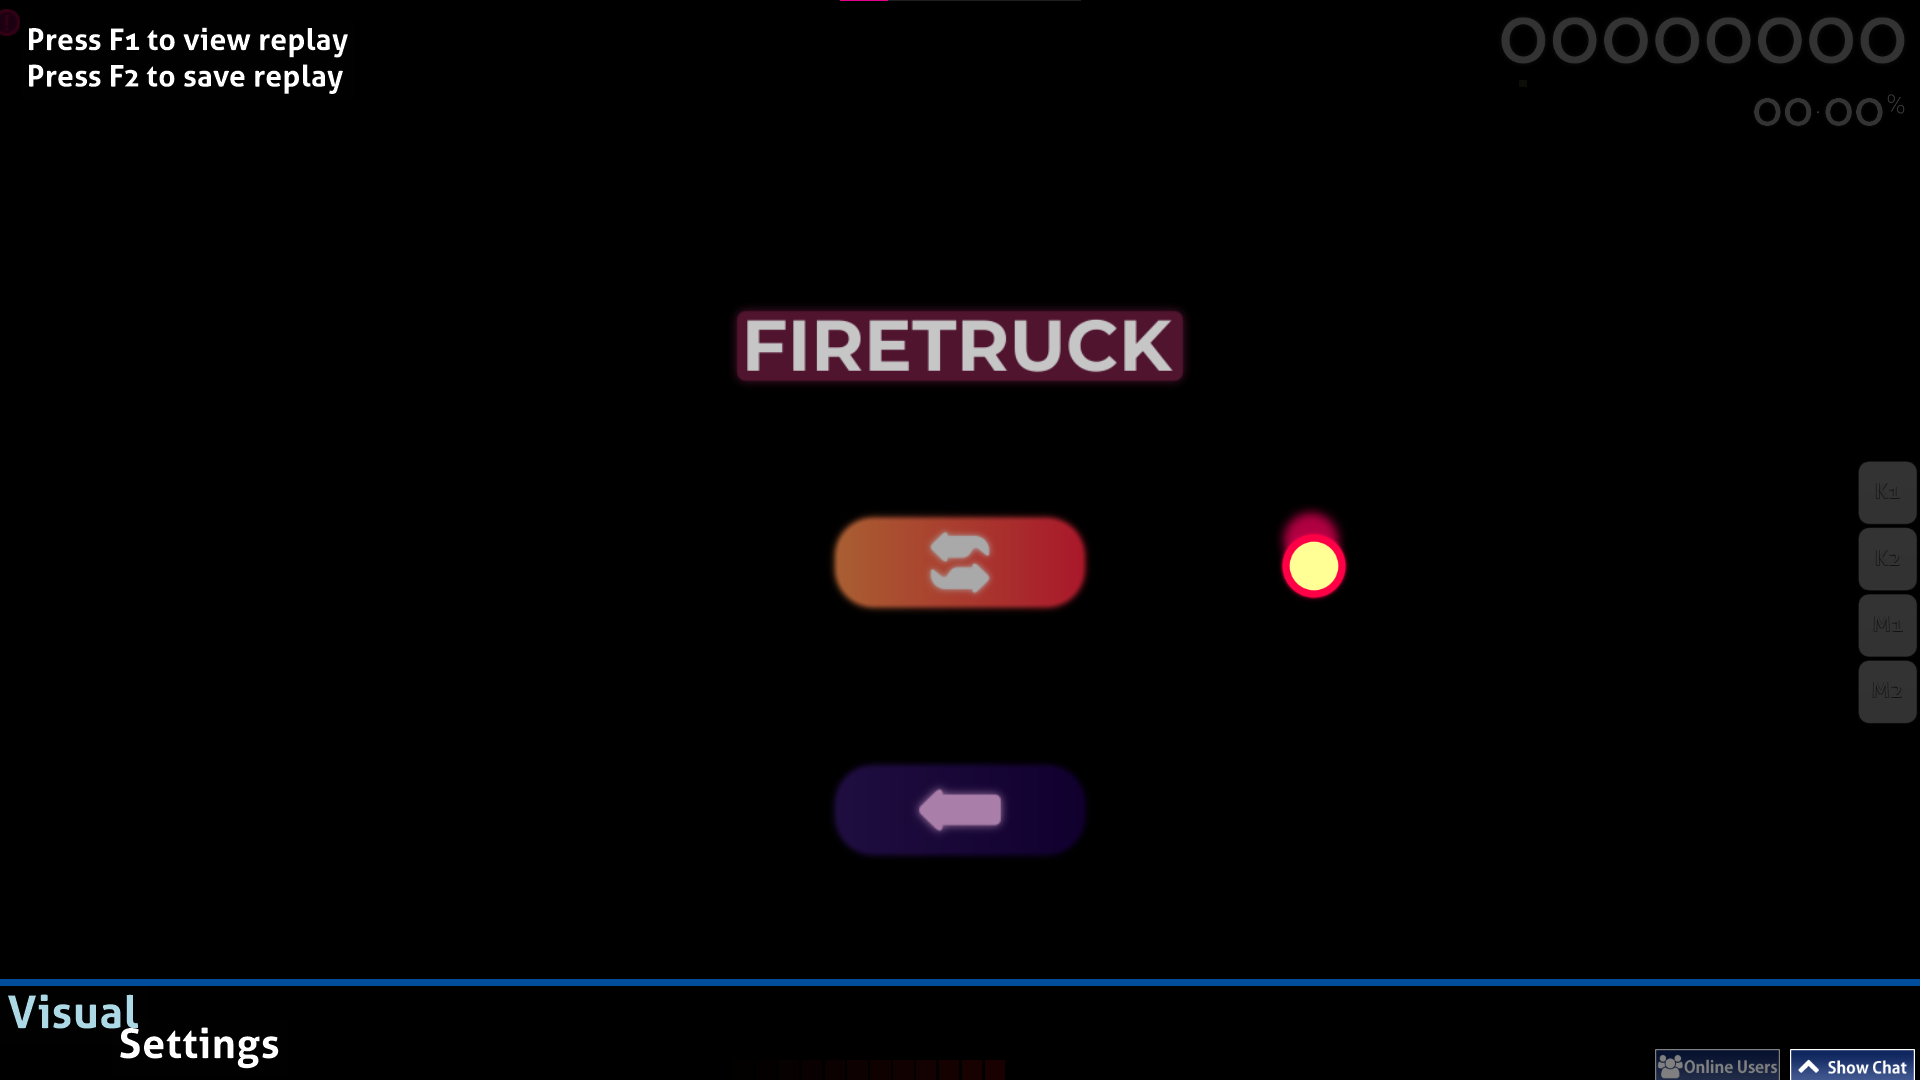 Press F1 to view replay
Press F2 to save replay
00000000
00.00%
FIRETRUCK
K1
K2
M1
M2
Visual
Settings
Online Users
Show Chat